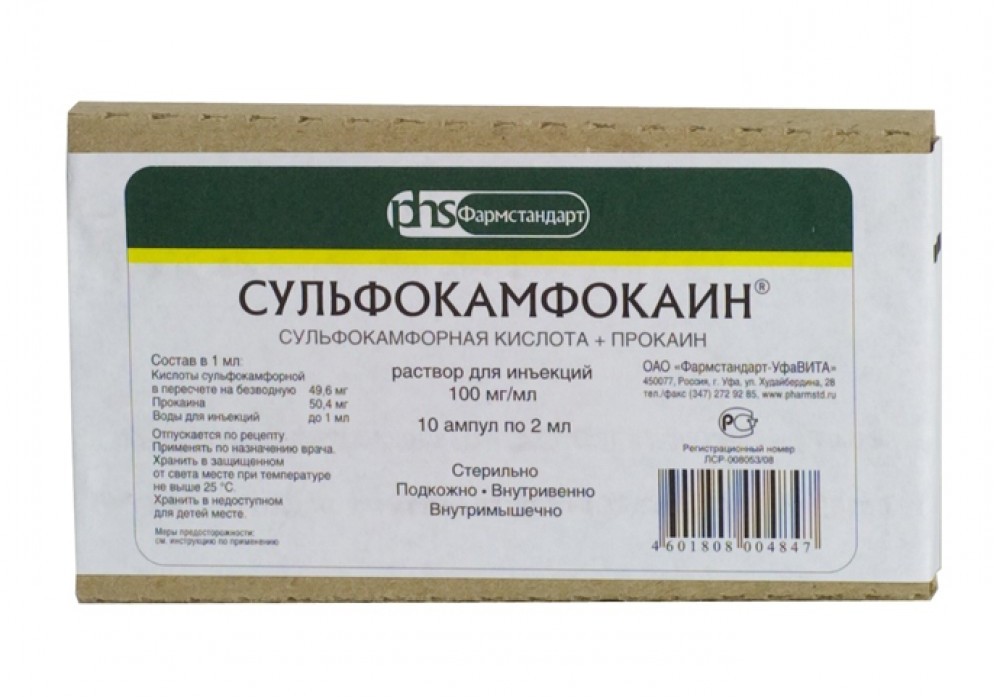 phs Фармстандарт
СУЛЬФОКАМФОКАИН®
СУЛЬФОКАМФОРНАЯ КИСЛОТА + ПРОКАИН
Состав в 1 мл:
Кислоты сульфокамфорной
в пересчете на безводную 49,6 мг
Прокаина 50,4 мг
Воды для инъекций до 1 мл
Отпускается по рецепту.
Применять по назначению врача.
Хранить в защищенном
от света месте при температуре
не выше 25 °С.
Хранить в недоступном
для детей месте.
Меры предосторожности:
см. инструкцию по применению
раствор для инъекций
100 мг/мл
10 ампул по 2 мл
Стерильно
Подкожно • Внутривенно
Внутримышечно
ОАО «Фармстандарт-УфаВИТА»
450077, Россия, г. Уфа, ул. Худайбердина, 28
тел./факс (347) 272 92 85, www.pharmstd.ru
Регистрационный номер
ЛСР-008053/08
4 601808 004847